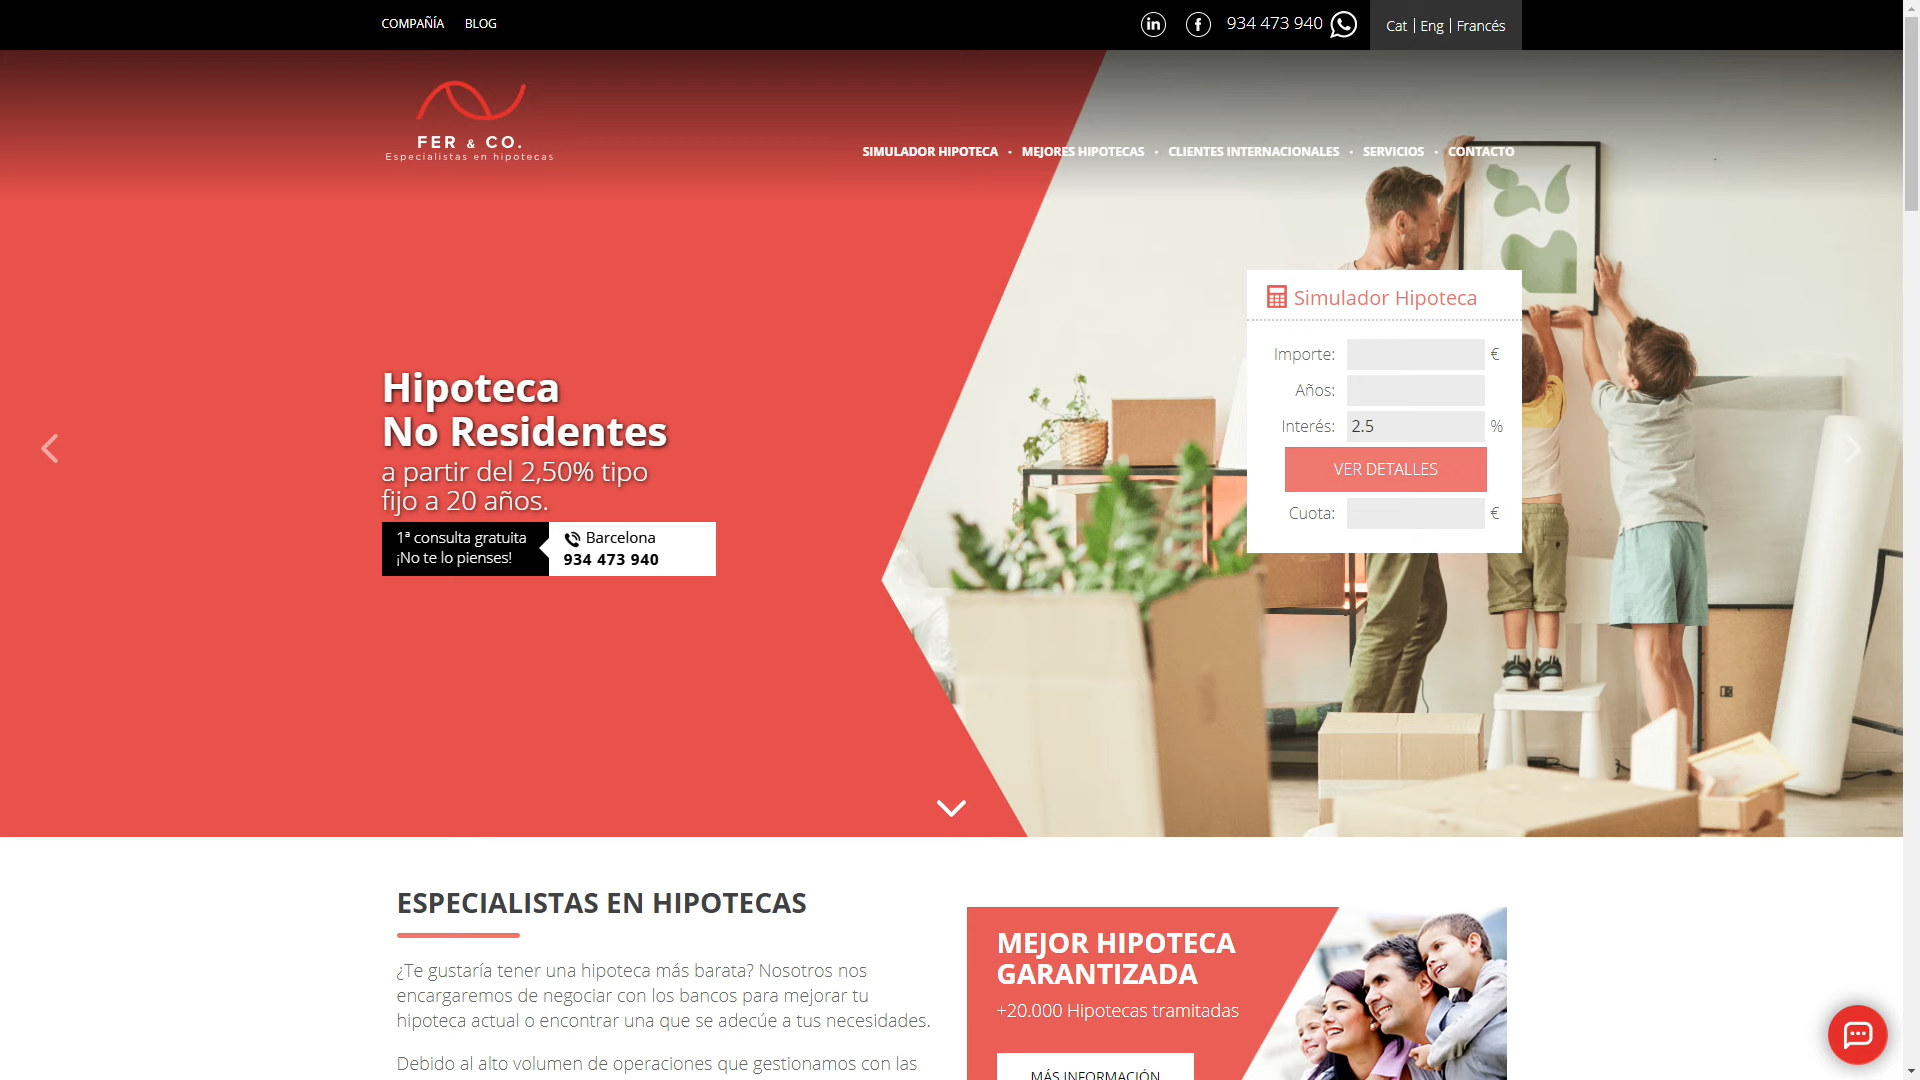 COMPAÑÍA BLOG
934 473 940
Cat | Eng | Francés
FER & CO.
Especialistas en hipotecas
SIMULADOR HIPOTECA • MEJORES HIPOTECAS • CLIENTES INTERNACIONALES • SERVICIOS • CONTACTO
Simulador Hipoteca
Importe: €
Años:
Interés: 2.5 %
VER DETALLES
Cuota: €
Hipoteca
No Residentes
a partir del 2,50% tipo
fijo a 20 años.
1ª consulta gratuita
¡No te lo pienses!
Barcelona
934 473 940
ESPECIALISTAS EN HIPOTECAS
¿Te gustaría tener una hipoteca más barata? Nosotros nos
encargaremos de negociar con los bancos para mejorar tu
hipoteca actual o encontrar una que se adecúe a tus necesidades.
Debido al alto volumen de operaciones que gestionamos con las
MEJOR HIPOTECA
GARANTIZADA
+20.000 Hipotecas tramitadas
MÁS INFORMACIÓN